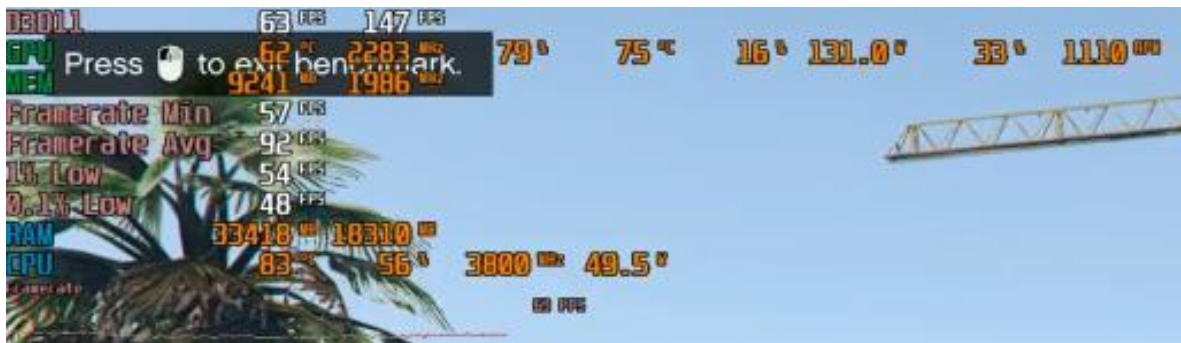 D3D11 63 FPS 147 FPS
GPU 62 °C 2283 MHz 79 % 75 °C 16 % 131.0 W 33 % 1110 RPM
Press to exit benchmark.
MEM 9241 MB 1986 MHz
Framerate Min 57 FPS
Framerate Avg 92 FPS
1% Low 54 FPS
0.1% Low 48 FPS
RAM 33418 MB 18310 MB
CPU 83 °C 56 % 3800 MHz 49.5 W
Framerate
63 FPS